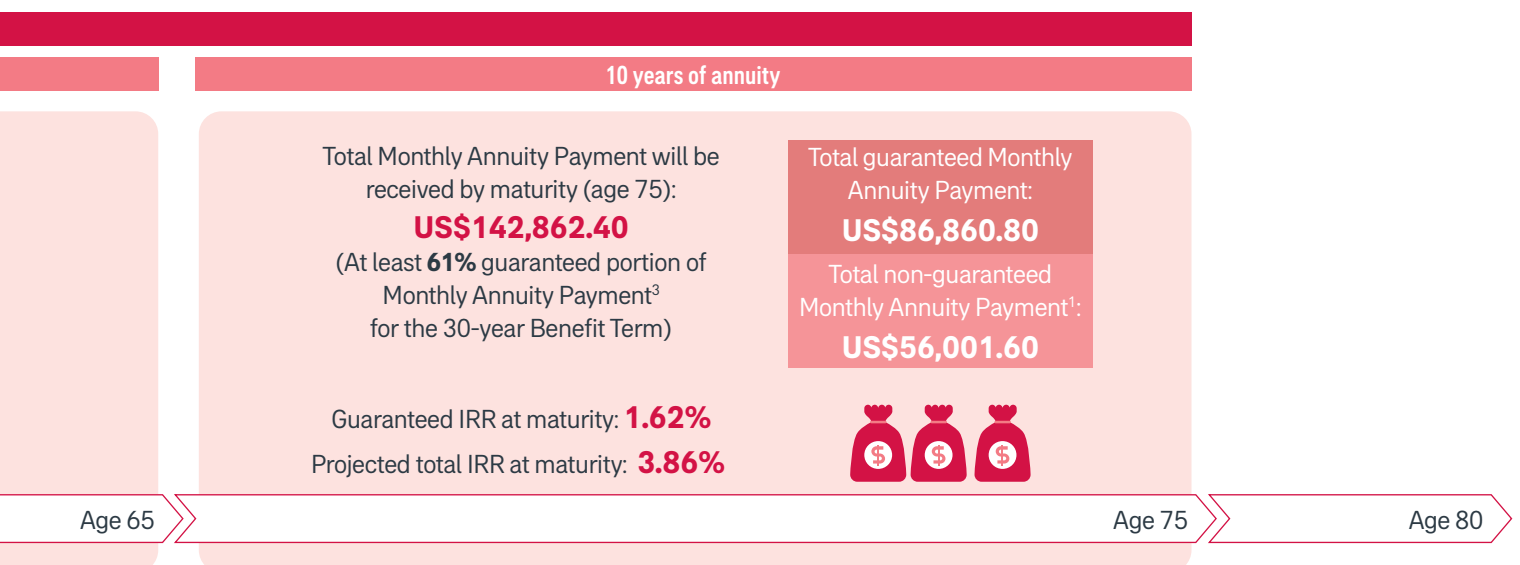 10 years of annuity
Total Monthly Annuity Payment will be
received by maturity (age 75):
US$142,862.40
(At least 61% guaranteed portion of
Monthly Annuity Payment³
for the 30-year Benefit Term)
Total guaranteed Monthly
Annuity Payment:
US$86,860.80
Total non-guaranteed
Monthly Annuity Payment¹:
US$56,001.60
Guaranteed IRR at maturity: 1.62%
Projected total IRR at maturity: 3.86%
$ $ $
Age 65 Age 75 Age 80